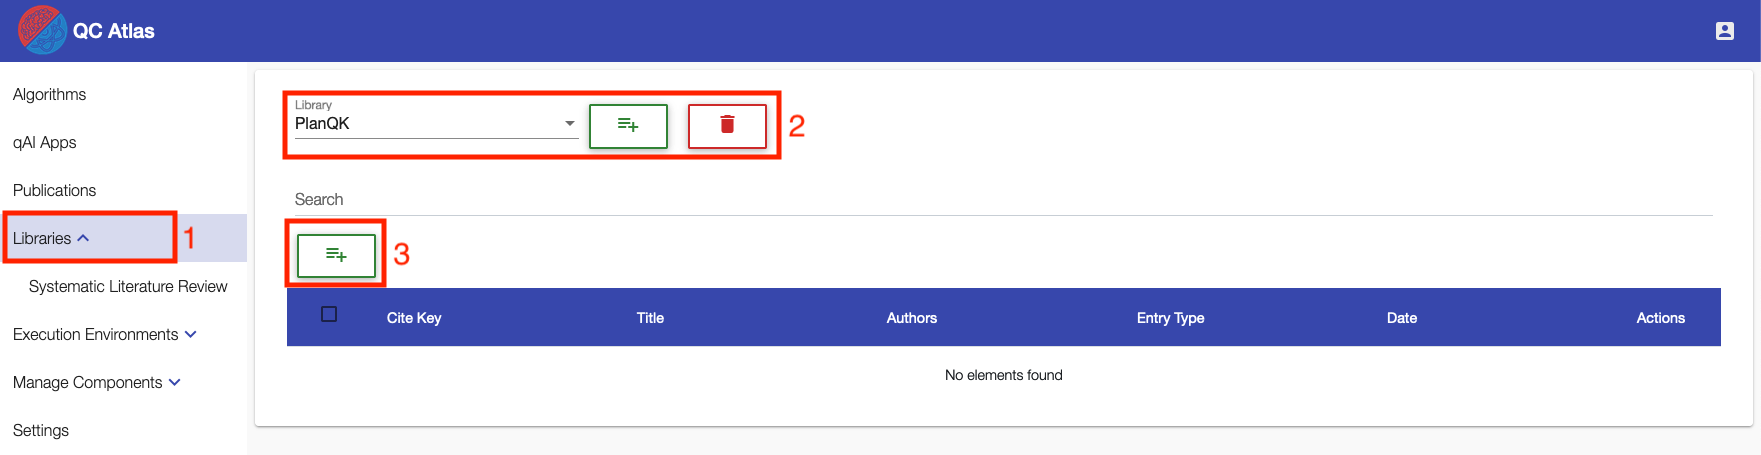 QC Atlas
Algorithms
qAI Apps
Publications
Libraries
1
Systematic Literature Review
Execution Environments
Manage Components
Settings
Library
PlanQK
2
Search
3
Cite Key Title Authors Entry Type Date Actions
No elements found